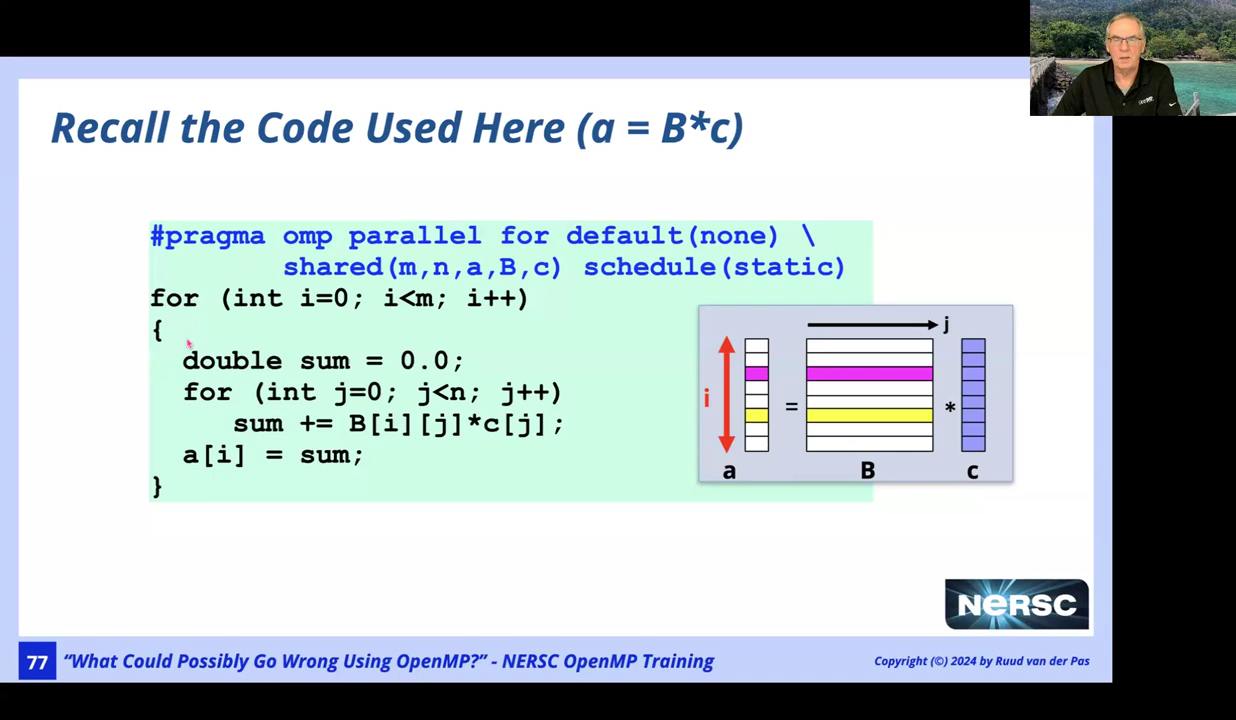 Recall the Code Used Here (a = B*c)
#pragma omp parallel for default(none) \
shared(m,n,a,B,c) schedule(static)
for (int i=0; i<m; i++)
{
double sum = 0.0;
for (int j=0; j<n; j++)
sum += B[i][j]*c[j];
a[i] = sum;
}
j
i
= *
a B c
NERSC
77 “What Could Possibly Go Wrong Using OpenMP?” - NERSC OpenMP Training
Copyright (©) 2024 by Ruud van der Pas